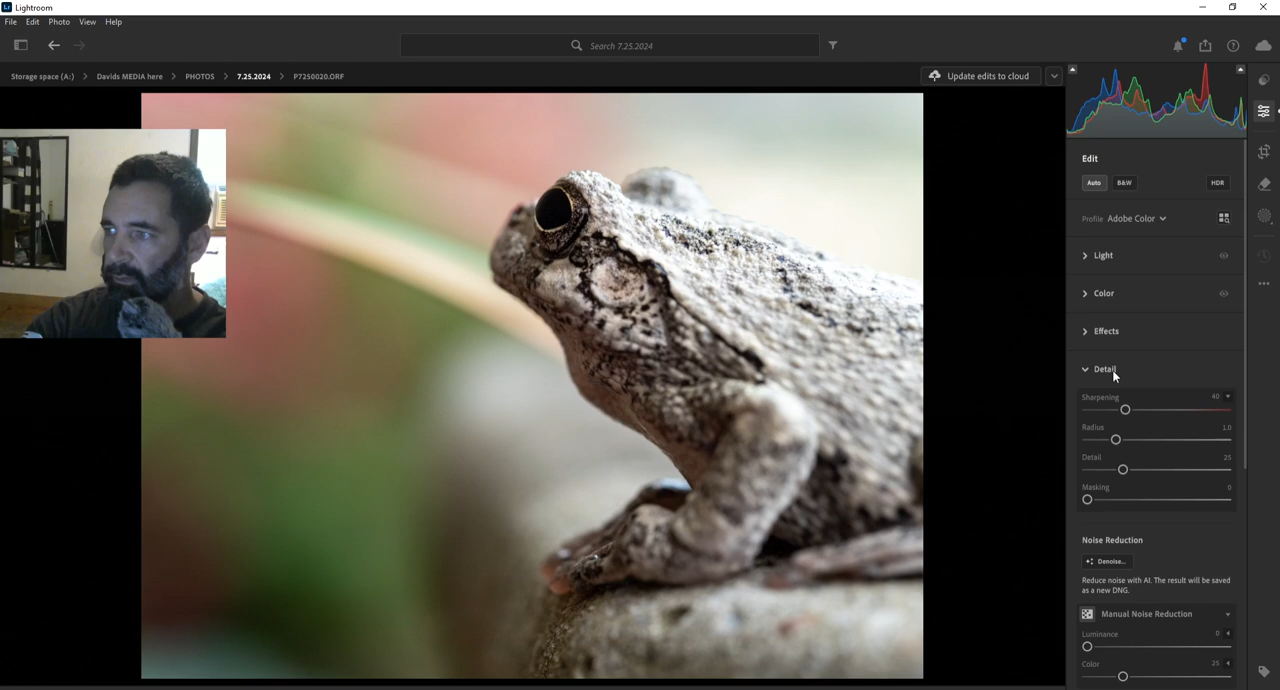 Lr Lightroom
File Edit Photo View Help
Search 7.25.2024
Storage space (A:) Davids MEDIA here PHOTOS 7.25.2024 P7250020.ORF
Update edits to cloud
Edit
Auto B&W HDR
Profile Adobe Color
Light
Color
Effects
Detail
Sharpening 40
Radius 1.0
Detail 25
Masking 0
Noise Reduction
Denoise...
Reduce noise with AI. The result will be saved
as a new DNG.
Manual Noise Reduction
Luminance 0
Color 25